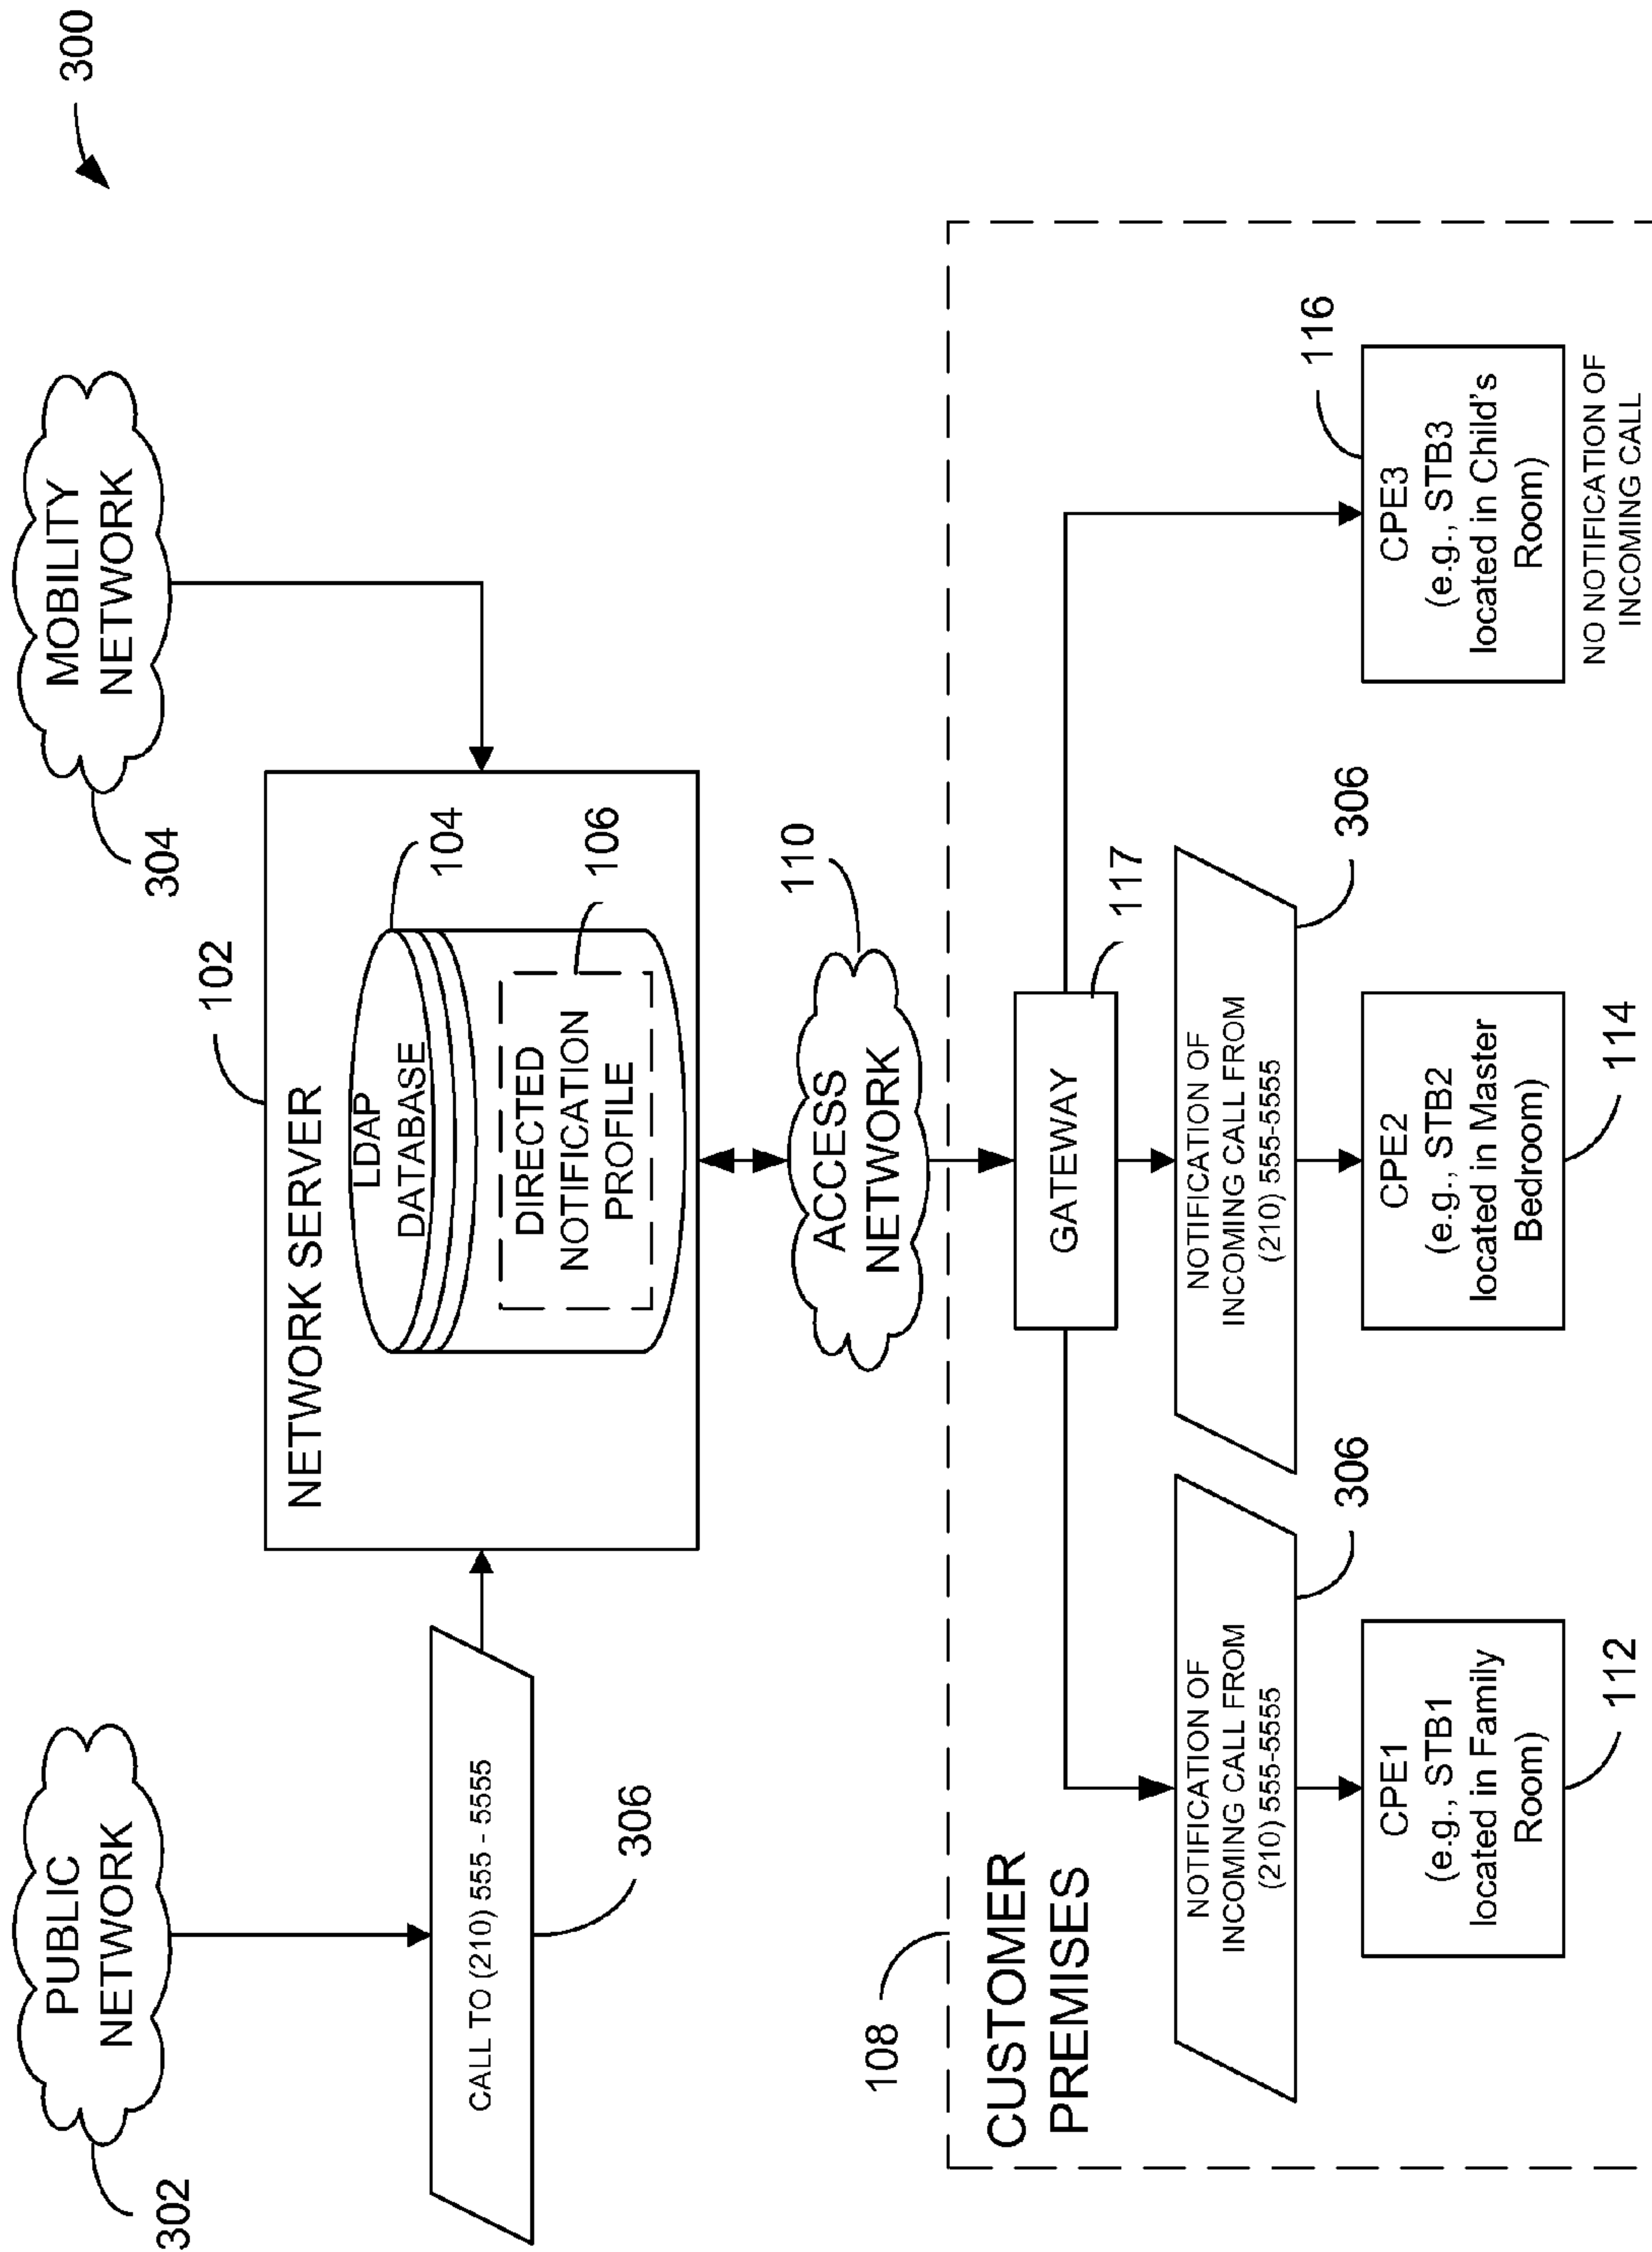 300
PUBLIC
NETWORK
302
MOBILITY
NETWORK
304
CALL TO (210) 555 - 5555
306
102
NETWORK SERVER
LDAP
DATABASE
104
DIRECTED
NOTIFICATION
PROFILE
106
ACCESS
NETWORK
110
108
CUSTOMER
PREMISES
GATEWAY
117
NOTIFICATION OF
INCOMING CALL FROM
(210) 555-5555
306
NOTIFICATION OF
INCOMING CALL FROM
(210) 555-5555
306
CPE1
(e.g., STB1
located in Family
Room)
112
CPE2
(e.g., STB2
located in Master
Bedroom)
114
CPE3
(e.g., STB3
located in Child's
Room)
116
NO NOTIFICATION OF
INCOMING CALL